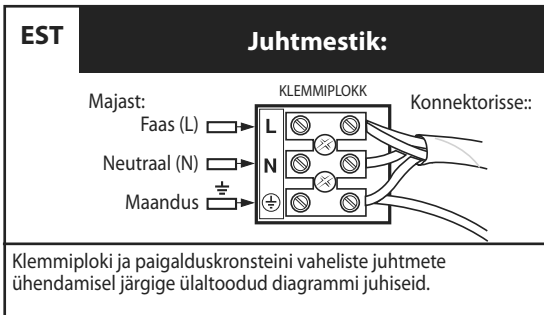 EST
Juhtmestik:
KLEMMIPLOKK
Majast:
Konnektorisse::
Faas (L)
L
Neutraal (N)
N
Maandus
Klemmiploki ja paigalduskronsteini vaheliste juhtmete
ühendamisel järgige ülaltoodud diagrammi juhiseid.